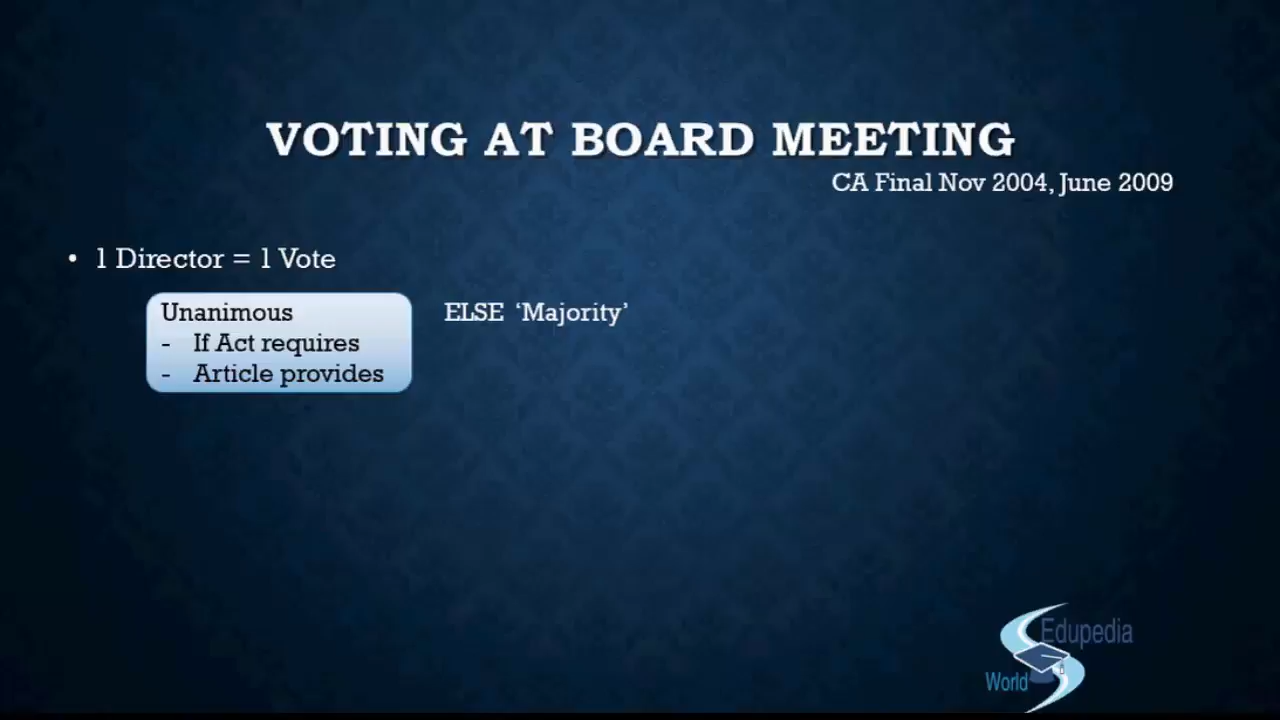 VOTING AT BOARD MEETING
CA Final Nov 2004, June 2009
• 1 Director = 1 Vote
Unanimous
- If Act requires
- Article provides
ELSE ‘Majority’
Edupedia
World